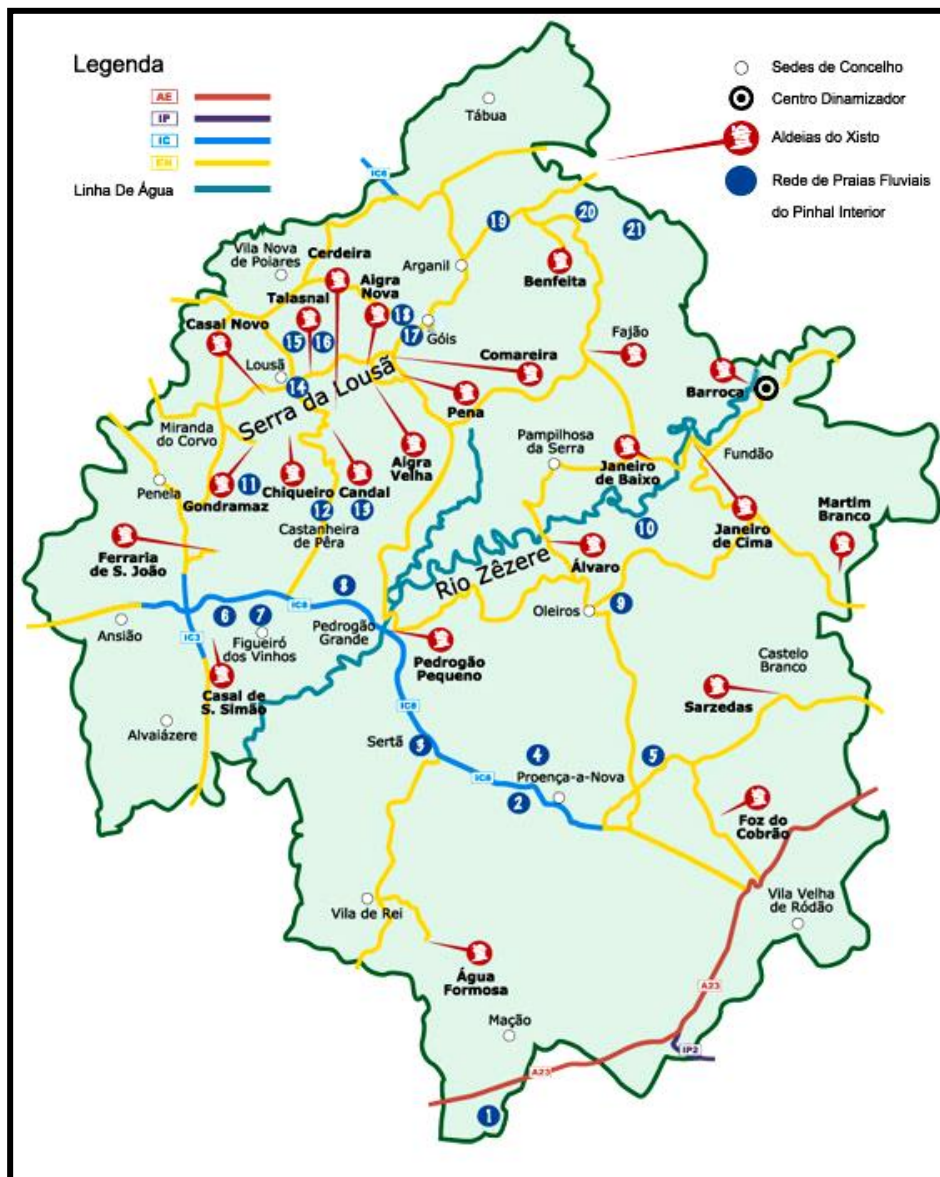 Legenda
AE
IP
IC
EN
Linha De Água
Sedes de Concelho
Centro Dinamizador
Aldeias do Xisto
Rede de Praias Fluviais
do Pinhal Interior
Tábua
IC6
19
20
21
Vila Nova
de Poiares
Cerdeira
Arganil
Benfeita
Talasnal
Aigra
Nova
18
17
Góis
Casal Novo
15
16
Fajão
Comareira
Lousã
14
Serra da Lousã
Barroca
Pena
Miranda
do Corvo
Aigra
Velha
Pampilhosa
da Serra
Janeiro
de Baixo
Fundão
Penela
11
Gondramaz
Chiqueiro
Candal
Martim
Branco
12
13
Castanheira
de Pêra
10
Janeiro
de Cima
Ferraria
de S. João
Rio Zêzere
Álvaro
8
IC8
Oleiros
9
Ansião
6
7
IC3
Figueiró
dos Vinhos
Pedrogão
Grande
Pedrogão
Pequeno
Castelo
Branco
Casal de
S. Simão
Sarzedas
IC8
Alvaiázere
Sertã
3
4
5
IC8
Proença-a-Nova
2
Foz do
Cobrão
Vila de Rei
Vila Velha
de Ródão
Água
Formosa
A23
Mação
IP2
A23
1